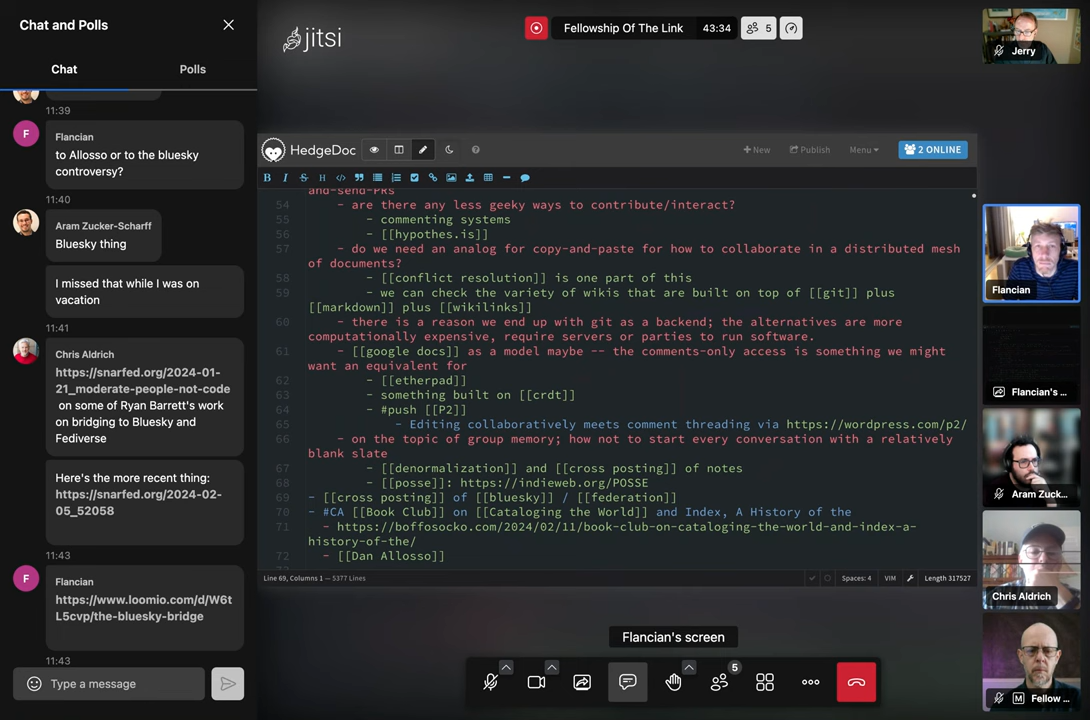 Chat and Polls
Chat
Polls
11:39
F
Flancian
to Allosso or to the bluesky
controversy?
11:40
Aram Zucker-Scharff
Bluesky thing
I missed that while I was on
vacation
11:41
Chris Aldrich
https://snarfed.org/2024-01-
21_moderate-people-not-code
on some of Ryan Barrett's work
on bridging to Bluesky and
Fediverse
Here's the more recent thing:
https://snarfed.org/2024-02-
05_52058
11:43
F
Flancian
https://www.loomio.com/d/W6t
L5cvp/the-bluesky-bridge
11:43
Type a message
jitsi
Fellowship Of The Link
43:34
5
HedgeDoc
New
Publish
Menu
2 ONLINE
B I S H
and-send-PRs
54 - are there any less geeky ways to contribute/interact?
55 - commenting systems
56 - [[hypothes.is]]
57 - do we need an analog for copy-and-paste for how to collaborate in a distributed mesh
of documents?
58 - [[conflict resolution]] is one part of this
59 - we can check the variety of wikis that are built on top of [[git]] plus
[[markdown]] plus [[wikilinks]]
60 - there is a reason we end up with git as a backend; the alternatives are more
computationally expensive, require servers or parties to run software.
61 - [[google docs]] as a model maybe -- the comments-only access is something we might
want an equivalent for
62 - [[etherpad]]
63 - something built on [[crdt]]
64 - #push [[P2]]
65 - Editing collaboratively meets comment threading via https://wordpress.com/p2/
66 - on the topic of group memory; how not to start every conversation with a relatively
blank slate
67 - [[denormalization]] and [[cross posting]] of notes
68 - [[posse]]: https://indieweb.org/POSSE
69 - [[cross posting]] of [[bluesky]] / [[federation]]
70 - #CA [[Book Club]] on [[Cataloging the World]] and Index, A History of the
71 - https://boffosocko.com/2024/02/11/book-club-on-cataloging-the-world-and-index-a-
history-of-the/
72 - [[Dan Allosso]]
Line 69, Columns 1 — 5377 Lines
Spaces: 4
VIM
Length 317527
Flancian's screen
5
Jerry
Flancian
Flancian's ...
Aram Zuck...
Chris Aldrich
M Fellow ...